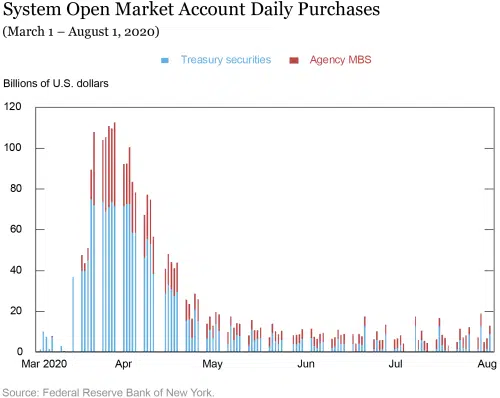 System Open Market Account Daily Purchases
(March 1 – August 1, 2020)
Treasury securities Agency MBS
Billions of U.S. dollars
120
100
80
60
40
20
0
Mar 2020 Apr May Jun Jul Aug
Source: Federal Reserve Bank of New York.